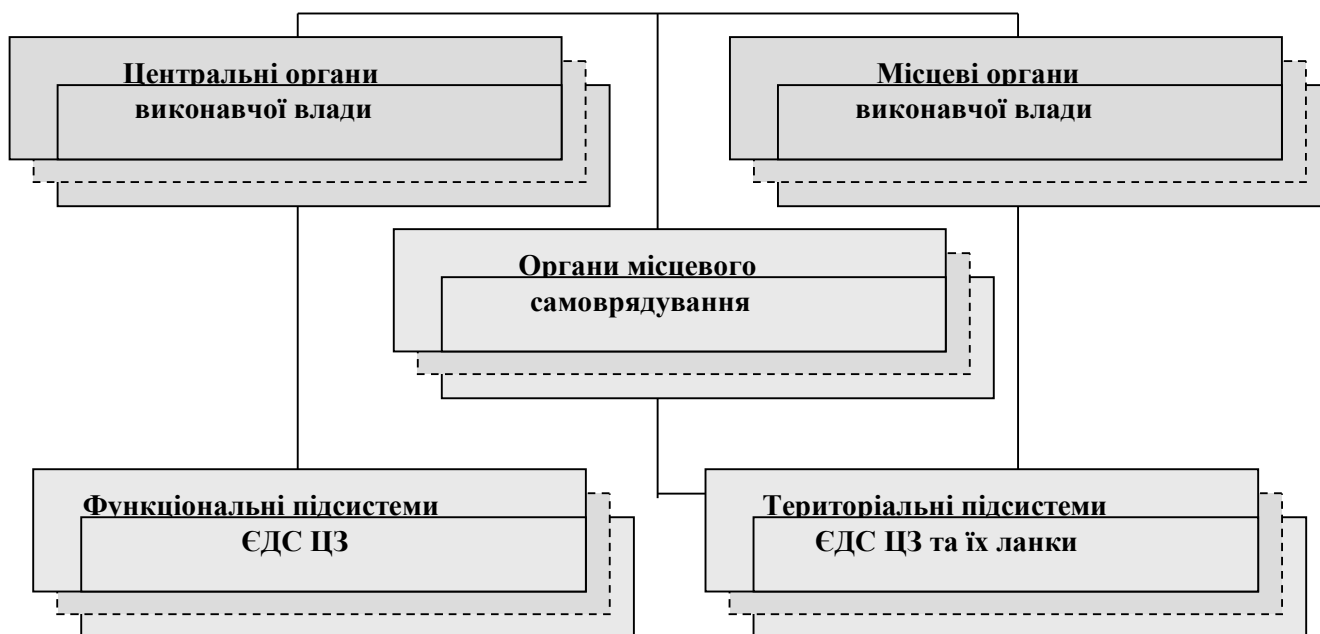 Центральні органи
виконавчої влади
Місцеві органи
виконавчої влади
Органи місцевого
самоврядування
Функціональні підсистеми
ЄДС ЦЗ
Територіальні підсистеми
ЄДС ЦЗ та їх ланки